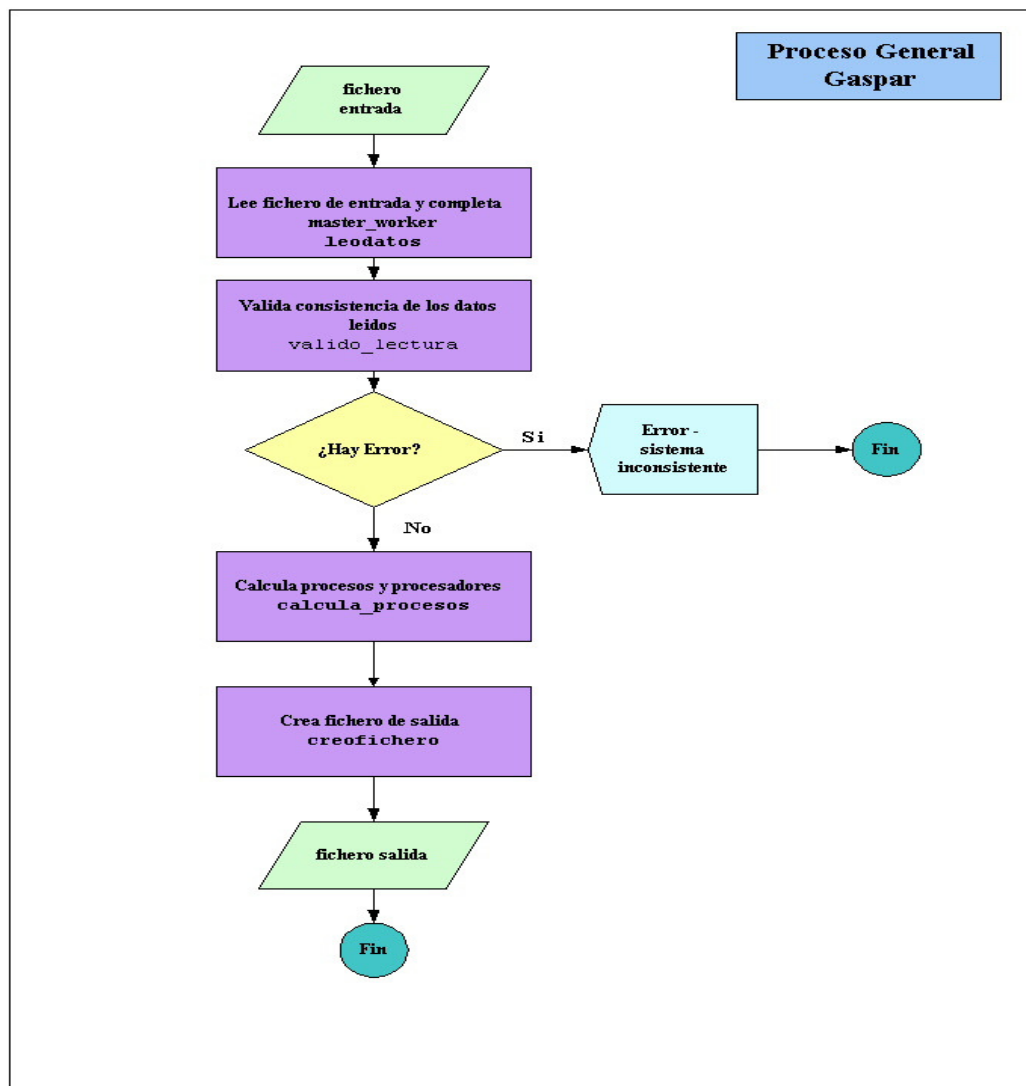 Proceso General
Gaspar
fichero
entrada
Lee fichero de entrada y completa
master_worker
leodatos
Valida consistencia de los datos
leidos
valido_lectura
¿Hay Error?
Si
Error -
sistema
inconsistente
Fin
No
Calcula procesos y procesadores
calcula_procesos
Crea fichero de salida
creofichero
fichero salida
Fin